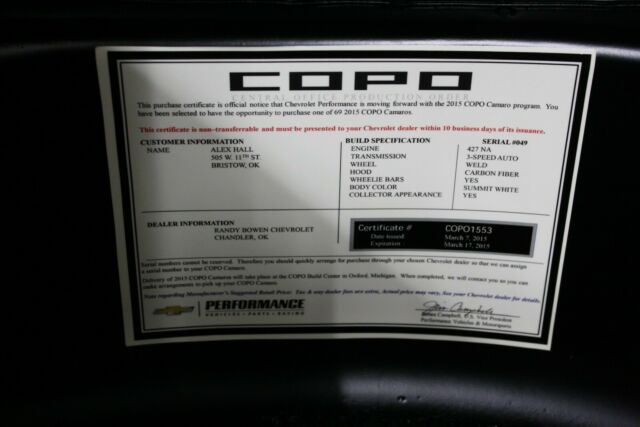 COPO
CENTRAL OFFICE PRODUCTION ORDER
This purchase certificate is official notice that Chevrolet Performance is moving forward with the 2015 COPO Camaro program. You
have been selected to have the opportunity to purchase one of 69 2015 COPO Camaros.
This certificate is non-transferrable and must be presented to your Chevrolet dealer within 10 business days of its issuance.
CUSTOMER INFORMATION
NAME ALEX HALL
505 W. 11TH ST
BRISTOW, OK
BUILD SPECIFICATION SERIAL #049
ENGINE 427 NA
TRANSMISSION 3-SPEED AUTO
WHEEL WELD
HOOD CARBON FIBER
WHEELIE BARS YES
BODY COLOR SUMMIT WHITE
COLLECTOR APPEARANCE YES
DEALER INFORMATION
RANDY BOWEN CHEVROLET
CHANDLER, OK
Certificate # COPO1553
Date issued March 7, 2015
Expiration March 17, 2015
Serial numbers cannot be reserved. Therefore you should quickly arrange for purchase through your chosen Chevrolet dealer so that we can assign
a serial number to your COPO Camaro.
Delivery of 2015 COPO Camaros will take place at the COPO Build Center in Oxford, Michigan. When completed, we will contact you so you can
make arrangements to pick up your COPO Camaro.
Note regarding Manufacturer's Suggested Retail Price: Tax & any dealer fees are extra. Actual price may vary, See your Chevrolet dealer for details.
PERFORMANCE
VEHICLES • PARTS • RACING
Jim Campbell
James Campbell, U.S. Vice President
Performance Vehicles & Motorsports